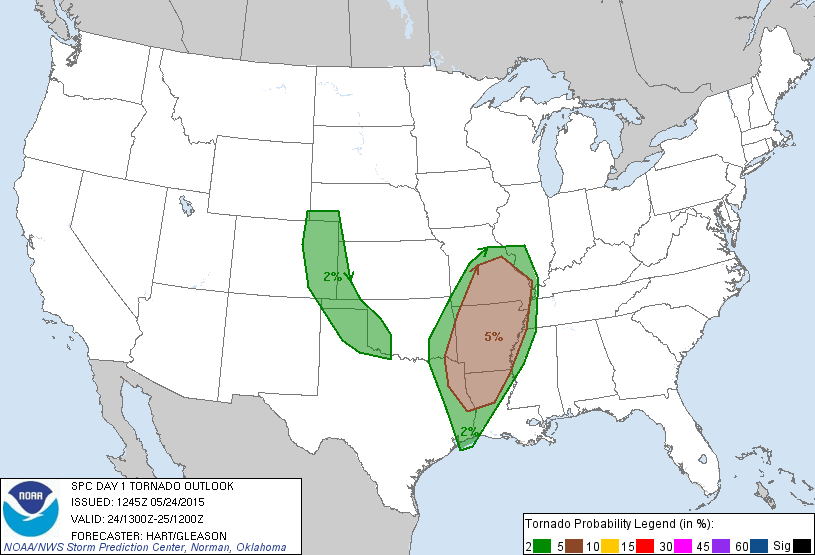 2%
5%
2%
NOAA
SPC DAY 1 TORNADO OUTLOOK
ISSUED: 1245Z 05/24/2015
VALID: 24/1300Z-25/1200Z
FORECASTER: HART/GLEASON
NOAA/NWS Storm Prediction Center, Norman, Oklahoma
Tornado Probability Legend (in %):
2 5 10 15 30 45 60 Sig